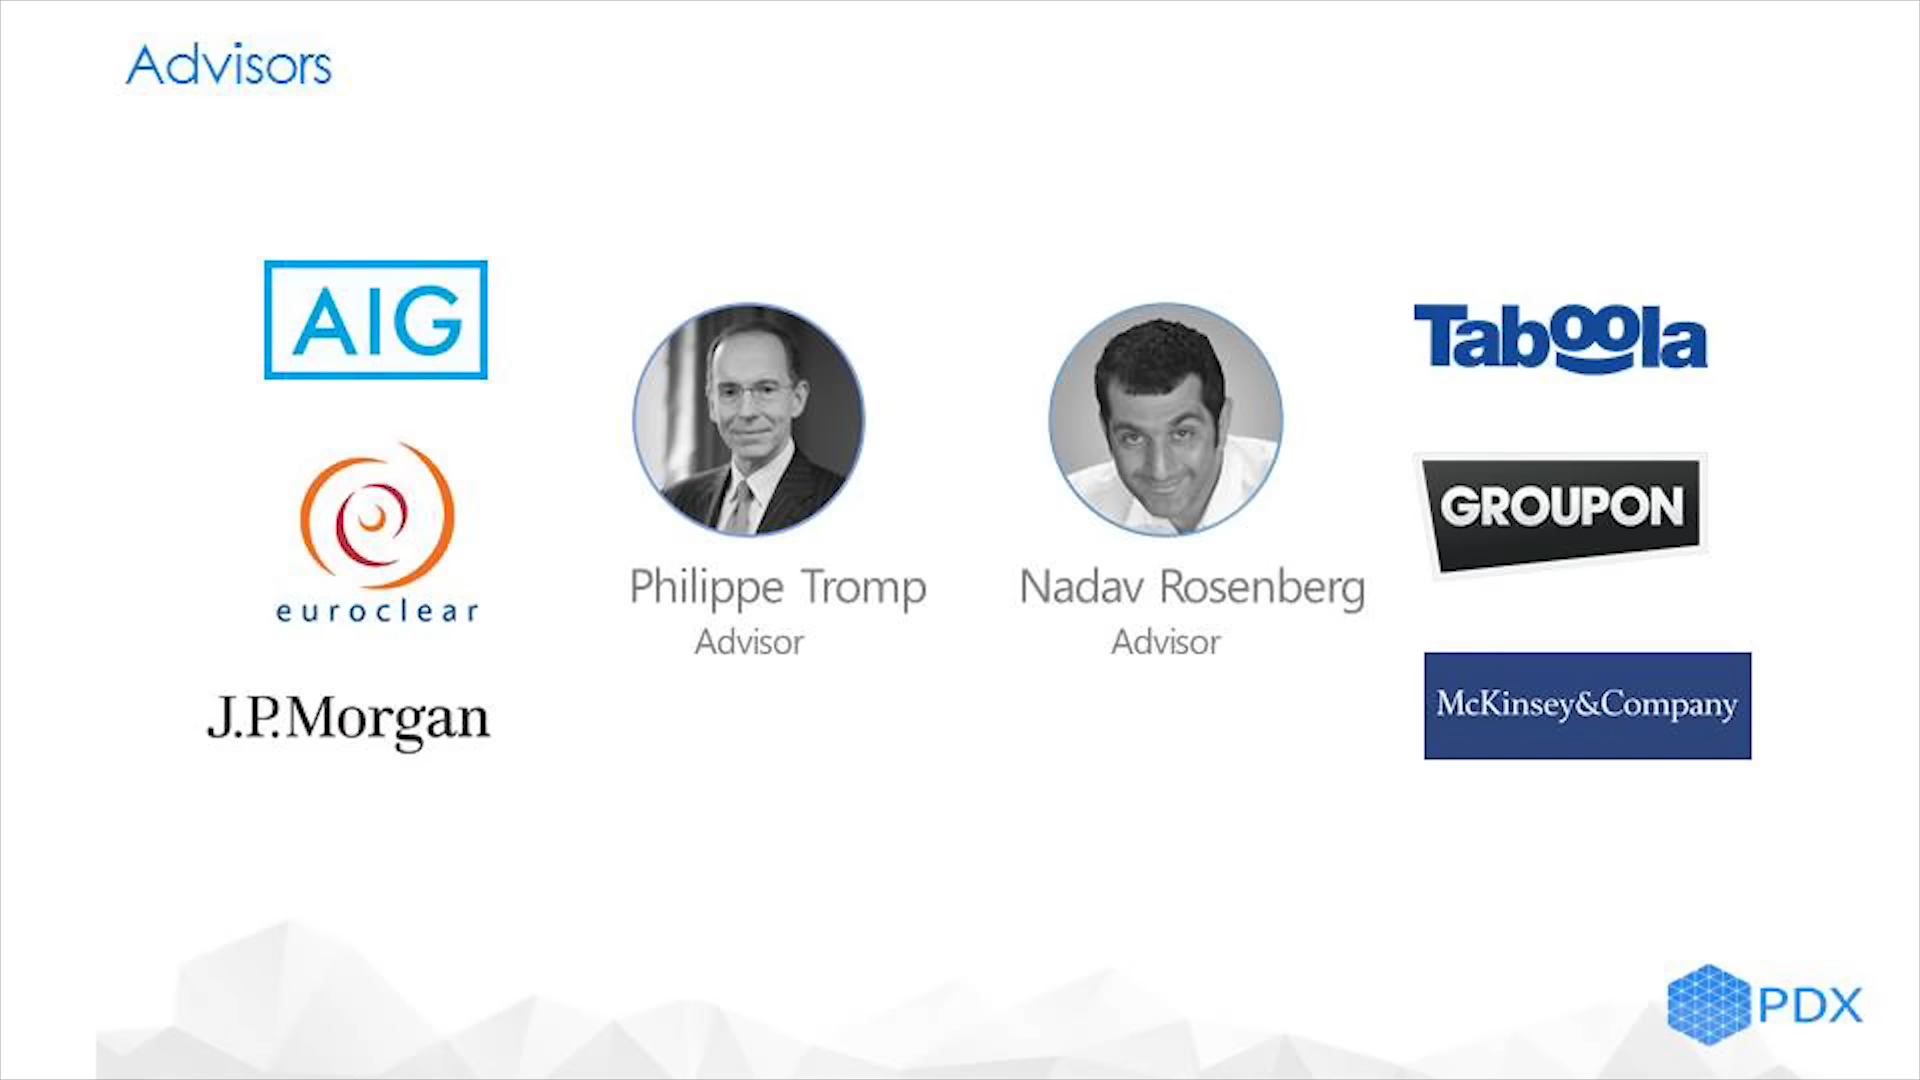 Advisors
AIG
euroclear
J.P.Morgan
Philippe Tromp
Advisor
Nadav Rosenberg
Advisor
Taboola
GROUPON
McKinsey&Company
PDX